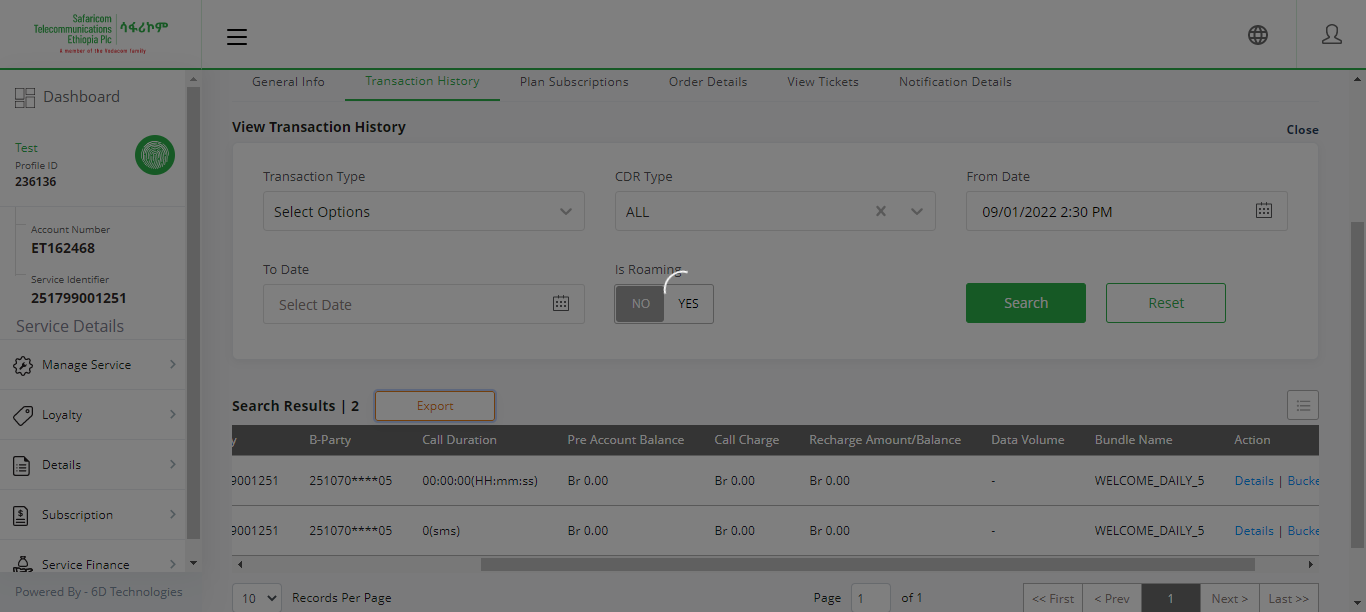 Safaricom
Telecommunications
Ethiopia Plc
ሳፋሪኮም
A member of the Vodacom family
Dashboard
Test
Profile ID
236136
Account Number
ET162468
Service Identifier
251799001251
Service Details
Manage Service
Loyalty
Details
Subscription
Service Finance
Powered By - 6D Technologies
General Info Transaction History Plan Subscriptions Order Details View Tickets Notification Details
View Transaction History Close
Transaction Type CDR Type From Date
Select Options ALL 09/01/2022 2:30 PM
To Date Is Roaming
Select Date NO YES Search Reset
Search Results | 2 Export
y B-Party Call Duration Pre Account Balance Call Charge Recharge Amount/Balance Data Volume Bundle Name Action
9001251 251070****05 00:00:00(HH:mm:ss) Br 0.00 Br 0.00 Br 0.00 - WELCOME_DAILY_5 Details | Bucke
9001251 251070****05 0(sms) Br 0.00 Br 0.00 Br 0.00 - WELCOME_DAILY_5 Details | Bucke
10 Records Per Page Page 1 of 1 << First < Prev 1 Next > Last >>